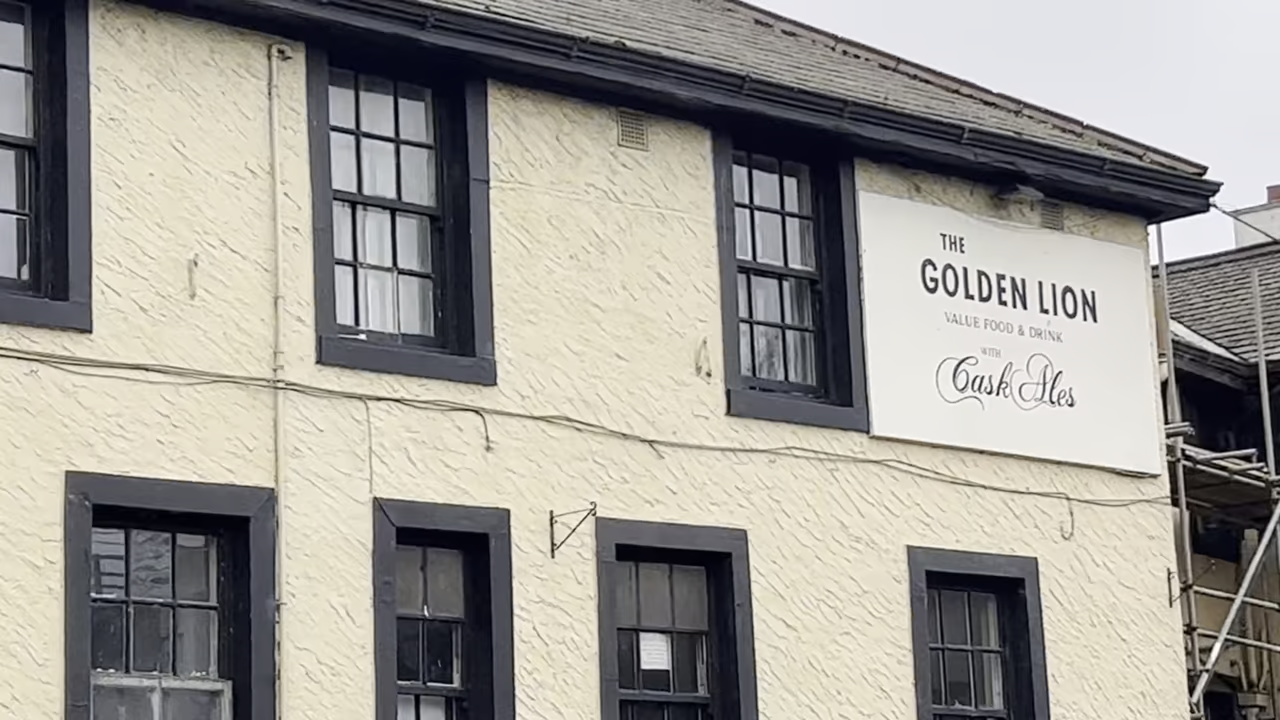 THE
GOLDEN LION
VALUE FOOD & DRINK
WITH
Cask Ales